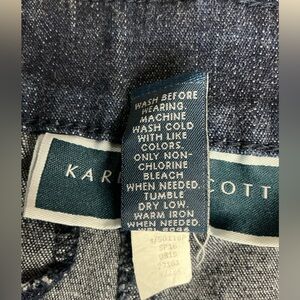 WASH BEFORE
WEARING.
MACHINE
WASH COLD
WITH LIKE
COLORS.
ONLY NON-
CHLORINE
BLEACH
WHEN NEEDED.
TUMBLE
DRY LOW.
WARM IRON
WHEN NEEDED.
KAR COTT